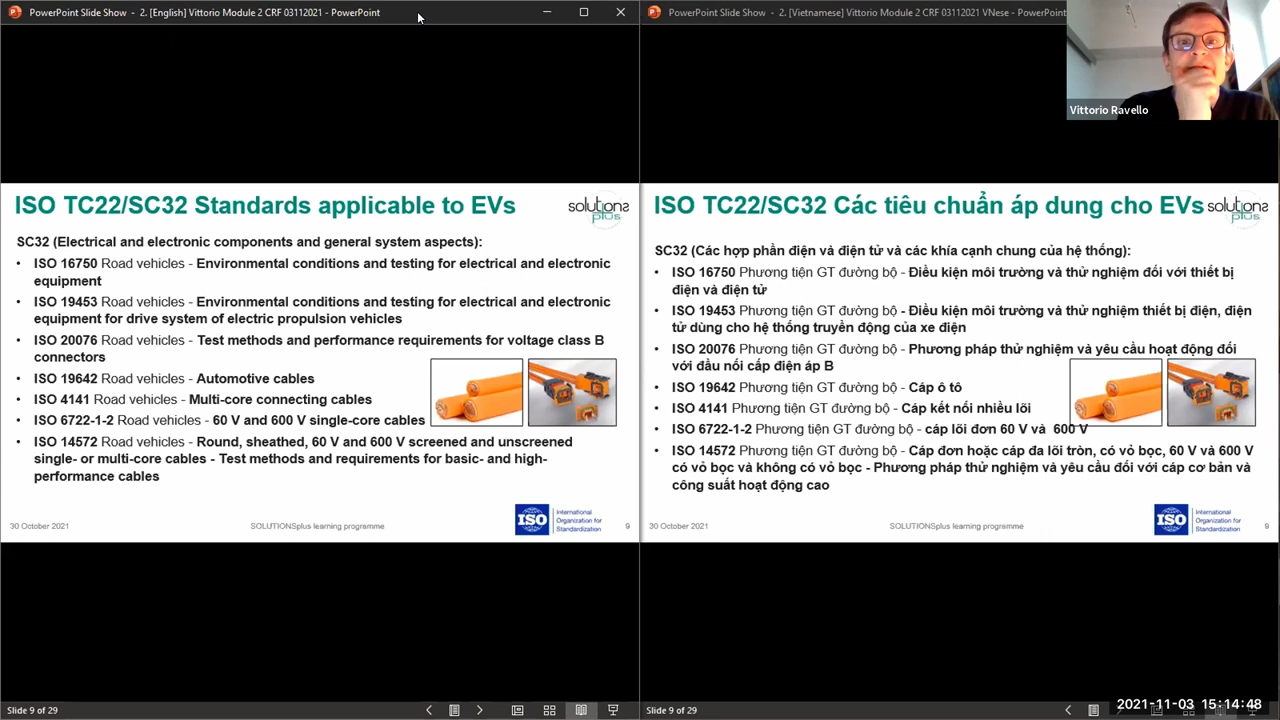 PowerPoint Slide Show - 2. [English] Vittorio Module 2 CRF 03112021 - PowerPoint
ISO TC22/SC32 Standards applicable to EVs
solutions
plus
SC32 (Electrical and electronic components and general system aspects):
• ISO 16750 Road vehicles - Environmental conditions and testing for electrical and electronic
equipment
• ISO 19453 Road vehicles - Environmental conditions and testing for electrical and electronic
equipment for drive system of electric propulsion vehicles
• ISO 20076 Road vehicles - Test methods and performance requirements for voltage class B
connectors
• ISO 19642 Road vehicles - Automotive cables
• ISO 4141 Road vehicles - Multi-core connecting cables
• ISO 6722-1-2 Road vehicles - 60 V and 600 V single-core cables
• ISO 14572 Road vehicles - Round, sheathed, 60 V and 600 V screened and unscreened
single- or multi-core cables - Test methods and requirements for basic- and high-
performance cables
30 October 2021
SOLUTIONSplus learning programme
ISO
International
Organization for
Standardization
9
Slide 9 of 29
PowerPoint Slide Show - 2. [Vietnamese] Vittorio Module 2 CRF 03112021 VNese - PowerPoint
Vittorio Ravello
ISO TC22/SC32 Các tiêu chuẩn áp dung cho EVs
solutions
plus
SC32 (Các hợp phần điện và điện tử và các khía cạnh chung của hệ thống):
• ISO 16750 Phương tiện GT đường bộ - Điều kiện môi trường và thử nghiệm đối với thiết bị
điện và điện tử
• ISO 19453 Phương tiện GT đường bộ - Điều kiện môi trường và thử nghiệm thiết bị điện, điện
tử dùng cho hệ thống truyền động của xe điện
• ISO 20076 Phương tiện GT đường bộ - Phương pháp thử nghiệm và yêu cầu hoạt động đối
với đầu nối cấp điện áp B
• ISO 19642 Phương tiện GT đường bộ - Cáp ô tô
• ISO 4141 Phương tiện GT đường bộ - Cáp kết nối nhiều lõi
• ISO 6722-1-2 Phương tiện GT đường bộ - cáp lõi đơn 60 V và 600 V
• ISO 14572 Phương tiện GT đường bộ - Cáp đơn hoặc cáp đa lõi tròn, có vỏ bọc, 60 V và 600 V
có vỏ bọc và không có vỏ bọc - Phương pháp thử nghiệm và yêu cầu đối với cáp cơ bản và
công suất hoạt động cao
30 October 2021
SOLUTIONSplus learning programme
ISO
International
Organization for
Standardization
9
Slide 9 of 29
2021-11-03 15:14:48